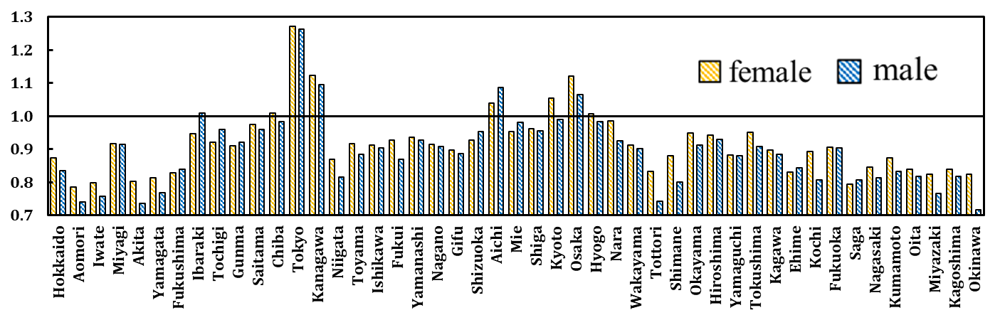 1.3
1.2
1.1
1.0
0.9
0.8
0.7
female male
Hokkaido
Aomori
Iwate
Miyagi
Akita
Yamagata
Fukushima
Ibaraki
Tochigi
Gunma
Saitama
Chiba
Tokyo
Kanagawa
Niigata
Toyama
Ishikawa
Fukui
Yamanashi
Nagano
Gifu
Shizuoka
Aichi
Mie
Shiga
Kyoto
Osaka
Hyogo
Nara
Wakayama
Tottori
Shimane
Okayama
Hiroshima
Yamaguchi
Tokushima
Kagawa
Ehime
Kochi
Fukuoka
Saga
Nagasaki
Kumamoto
Oita
Miyazaki
Kagoshima
Okinawa